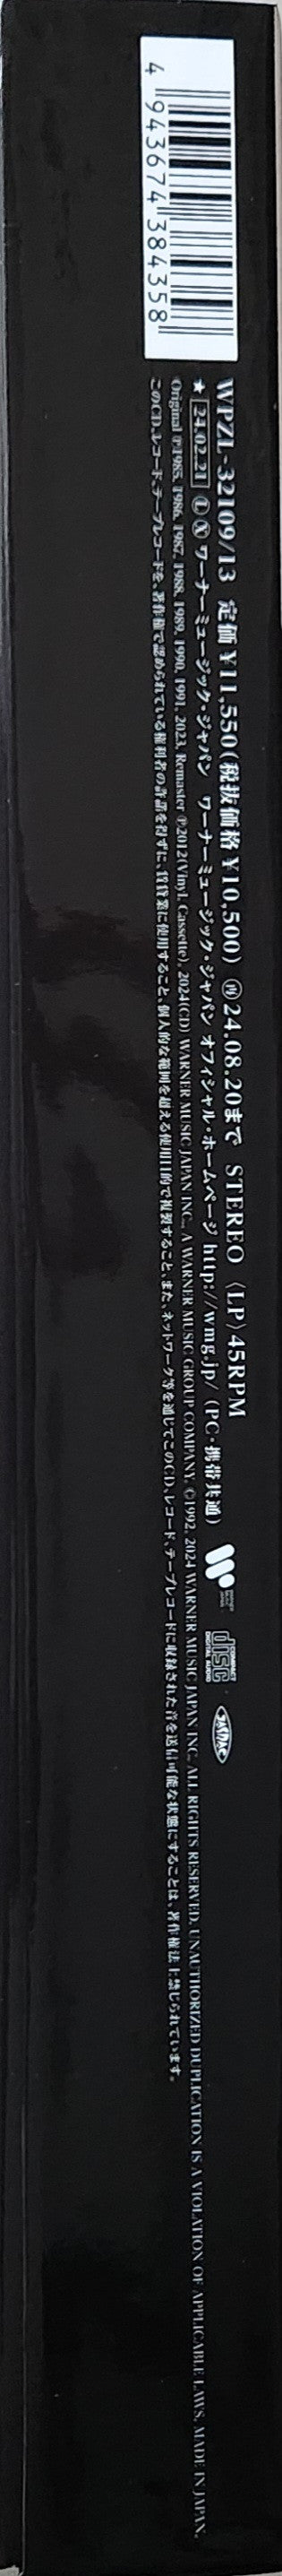 4 943674 384358
WPZL-32109/13 定価¥11,550(税抜価格¥10,500) 再24.08.20まで STEREO 〈LP〉45RPM
★ 24.02.21 Ⓛ Ⓧ ワーナーミュージック・ジャパン ワーナーミュージック・ジャパン オフィシャル・ホームページ http://wmg.jp/ (PC・携帯共通)
WARNER MUSIC JAPAN
COMPACT disc DIGITAL AUDIO
JASRAC
Original ℗1985, 1986, 1987, 1988, 1989, 1990, 1991, 2023, Remaster ℗2012(Vinyl, Cassette), 2024(CD) WARNER MUSIC JAPAN INC., A WARNER MUSIC GROUP COMPANY. ©1992, 2024 WARNER MUSIC JAPAN INC. ALL RIGHTS RESERVED. UNAUTHORIZED DUPLICATION IS A VIOLATION OF APPLICABLE LAWS. MADE IN JAPAN.
このCD、レコード、テープレコードを、著作権で認められている権利者の許諾を得ずに、賃貸業に使用すること、個人的な範囲を超える使用目的で複製すること、また、ネットワーク等を通じてこのCD、レコード、テープレコードに収録された音を送信可能な状態にすることは、著作権法上禁じられています。